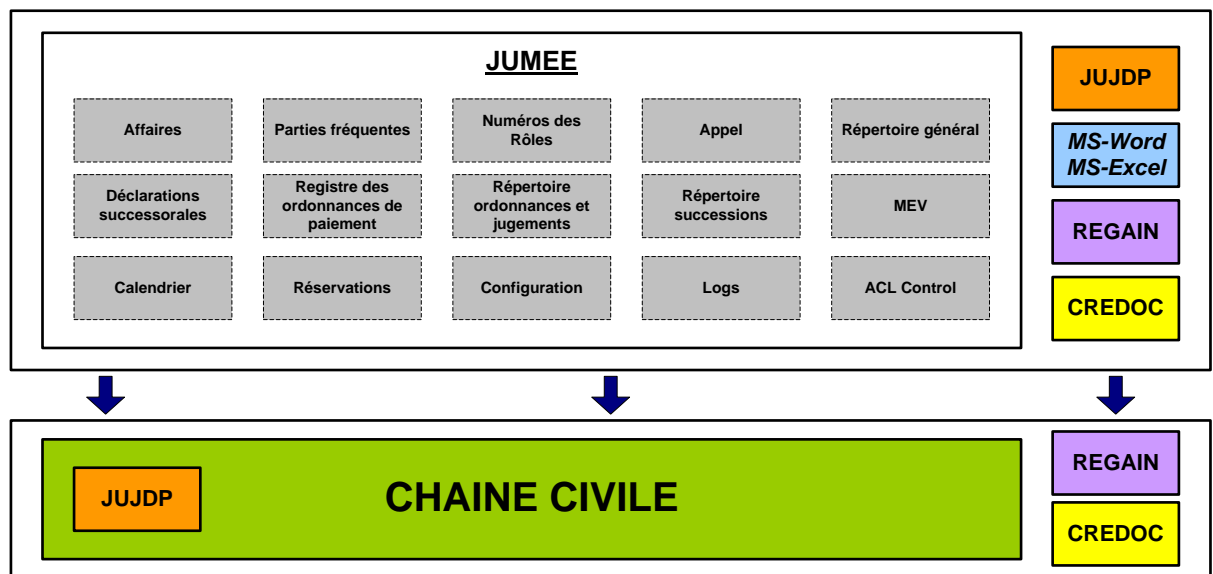 JUMEE
Affaires
Parties fréquentes
Numéros des
Rôles
Appel
Répertoire général
Déclarations
successorales
Registre des
ordonnances de
paiement
Répertoire
ordonnances et
jugements
Répertoire
successions
MEV
Calendrier
Réservations
Configuration
Logs
ACL Control
JUJDP
MS-Word
MS-Excel
REGAIN
CREDOC
JUJDP
CHAINE CIVILE
REGAIN
CREDOC